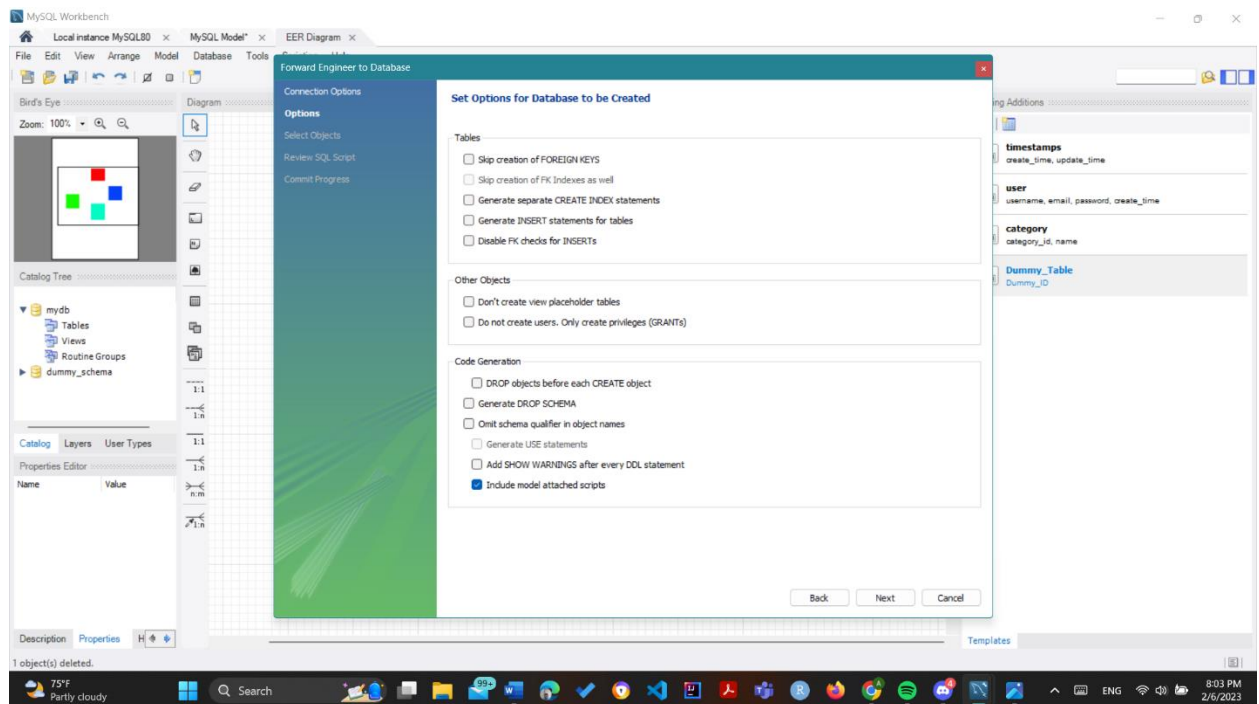 MySQL Workbench
Local instance MySQL80 × MySQL Model* × EER Diagram ×
File Edit View Arrange Model Database Tools
Forward Engineer to Database
Bird's Eye
Zoom: 100%
Diagram
Connection Options
Options
Select Objects
Review SQL Script
Commit Progress
Set Options for Database to be Created
Tables
Skip creation of FOREIGN KEYS
Skip creation of FK Indexes as well
Generate separate CREATE INDEX statements
Generate INSERT statements for tables
Disable FK checks for INSERTs
Other Objects
Don't create view placeholder tables
Do not create users. Only create privileges (GRANTs)
Code Generation
DROP objects before each CREATE object
Generate DROP SCHEMA
Omit schema qualifier in object names
Generate USE statements
Add SHOW WARNINGS after every DDL statement
Include model attached scripts
Back Next Cancel
ing Additions
timestamps
create_time, update_time
user
username, email, password, create_time
category
category_id, name
Dummy_Table
Dummy_ID
Templates
Catalog Tree
mydb
Tables
Views
Routine Groups
dummy_schema
1:1
1:n
1:1
1:n
n:m
1:n
Catalog Layers User Types
Properties Editor
Name Value
Description Properties H
1 object(s) deleted.
75°F
Partly cloudy
Search
99+
ENG
8:03 PM
2/6/2023